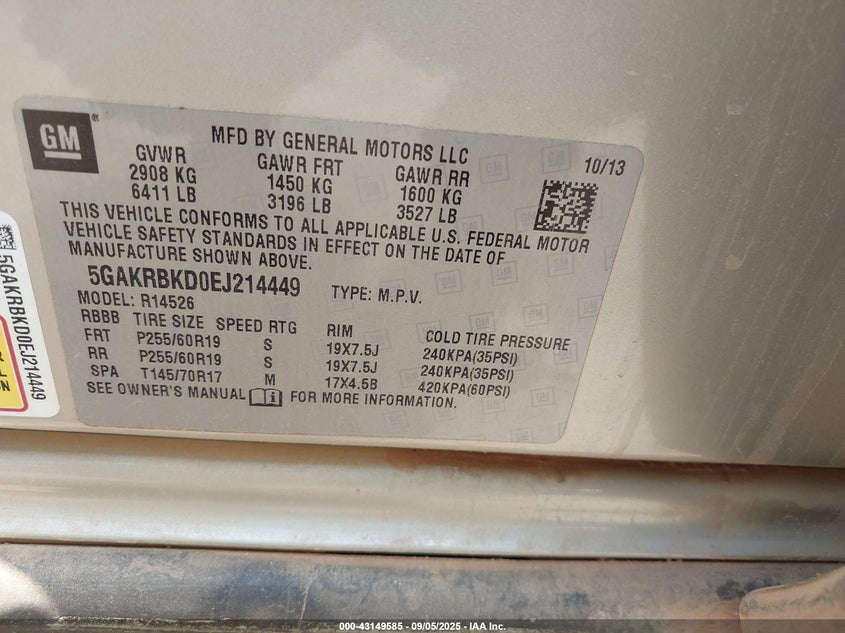 GM
MFD BY GENERAL MOTORS LLC
10/13
GVWR GAWR FRT GAWR RR
2908 KG 1450 KG 1600 KG
6411 LB 3196 LB 3527 LB
THIS VEHICLE CONFORMS TO ALL APPLICABLE U.S. FEDERAL MOTOR
VEHICLE SAFETY STANDARDS IN EFFECT ON THE DATE OF
MANUFACTURE SHOWN ABOVE.
5GAKRBKD0EJ214449 TYPE: M.P.V.
MODEL: R14526
RBBB TIRE SIZE SPEED RTG RIM COLD TIRE PRESSURE
FRT P255/60R19 S 19X7.5J 240KPA(35PSI)
RR P255/60R19 S 19X7.5J 240KPA(35PSI)
SPA T145/70R17 M 17X4.5B 420KPA(60PSI)
SEE OWNER'S MANUAL FOR MORE INFORMATION.
5GAKRBKD0EJ214449
000-43149585 - 09/05/2025 - IAA Inc.